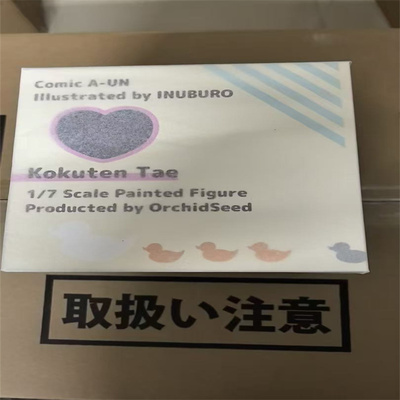 Comic A-UN
Illustrated by INUBURO
Kokuten Tae
1/7 Scale Painted Figure
Producted by OrchidSeed
取扱い注意